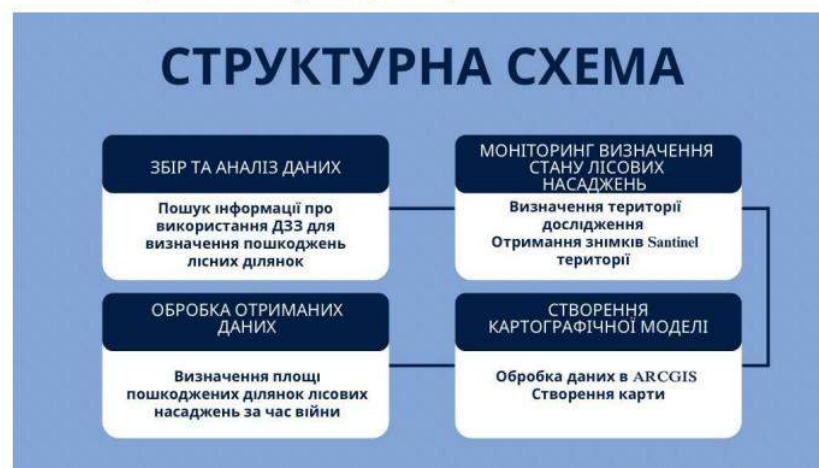 СТРУКТУРНА СХЕМА
ЗБІР ТА АНАЛІЗ ДАНИХ
Пошук інформації про
використання ДЗЗ для
визначення пошкоджень
лісних ділянок
МОНІТОРИНГ ВИЗНАЧЕННЯ
СТАНУ ЛІСОВИХ
НАСАДЖЕНЬ
Визначення території
дослідження
Отримання знімків Santinel
території
ОБРОБКА ОТРИМАНИХ
ДАНИХ
Визначення площі
пошкоджених ділянок лісових
насаджень за час війни
СТВОРЕННЯ
КАРТОГРАФІЧНОЇ МОДЕЛІ
Обробка даних в ARCGIS
Створення карти